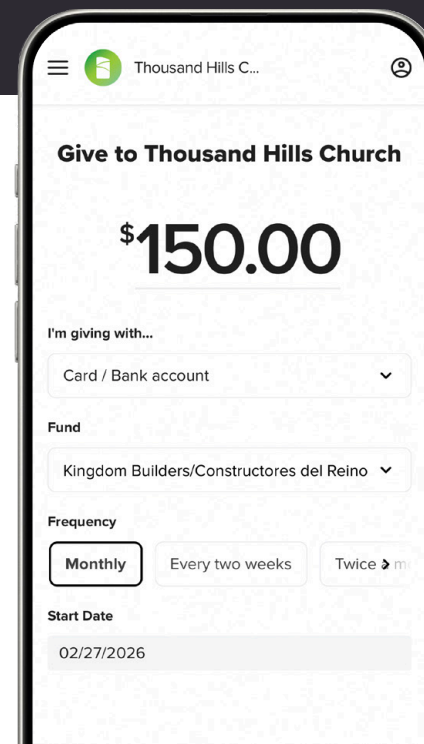 Thousand Hills C...
Give to Thousand Hills Church
$150.00
I'm giving with...
Card / Bank account
Fund
Kingdom Builders/Constructores del Reino
Frequency
Monthly
Every two weeks
Twice
Start Date
02/27/2026